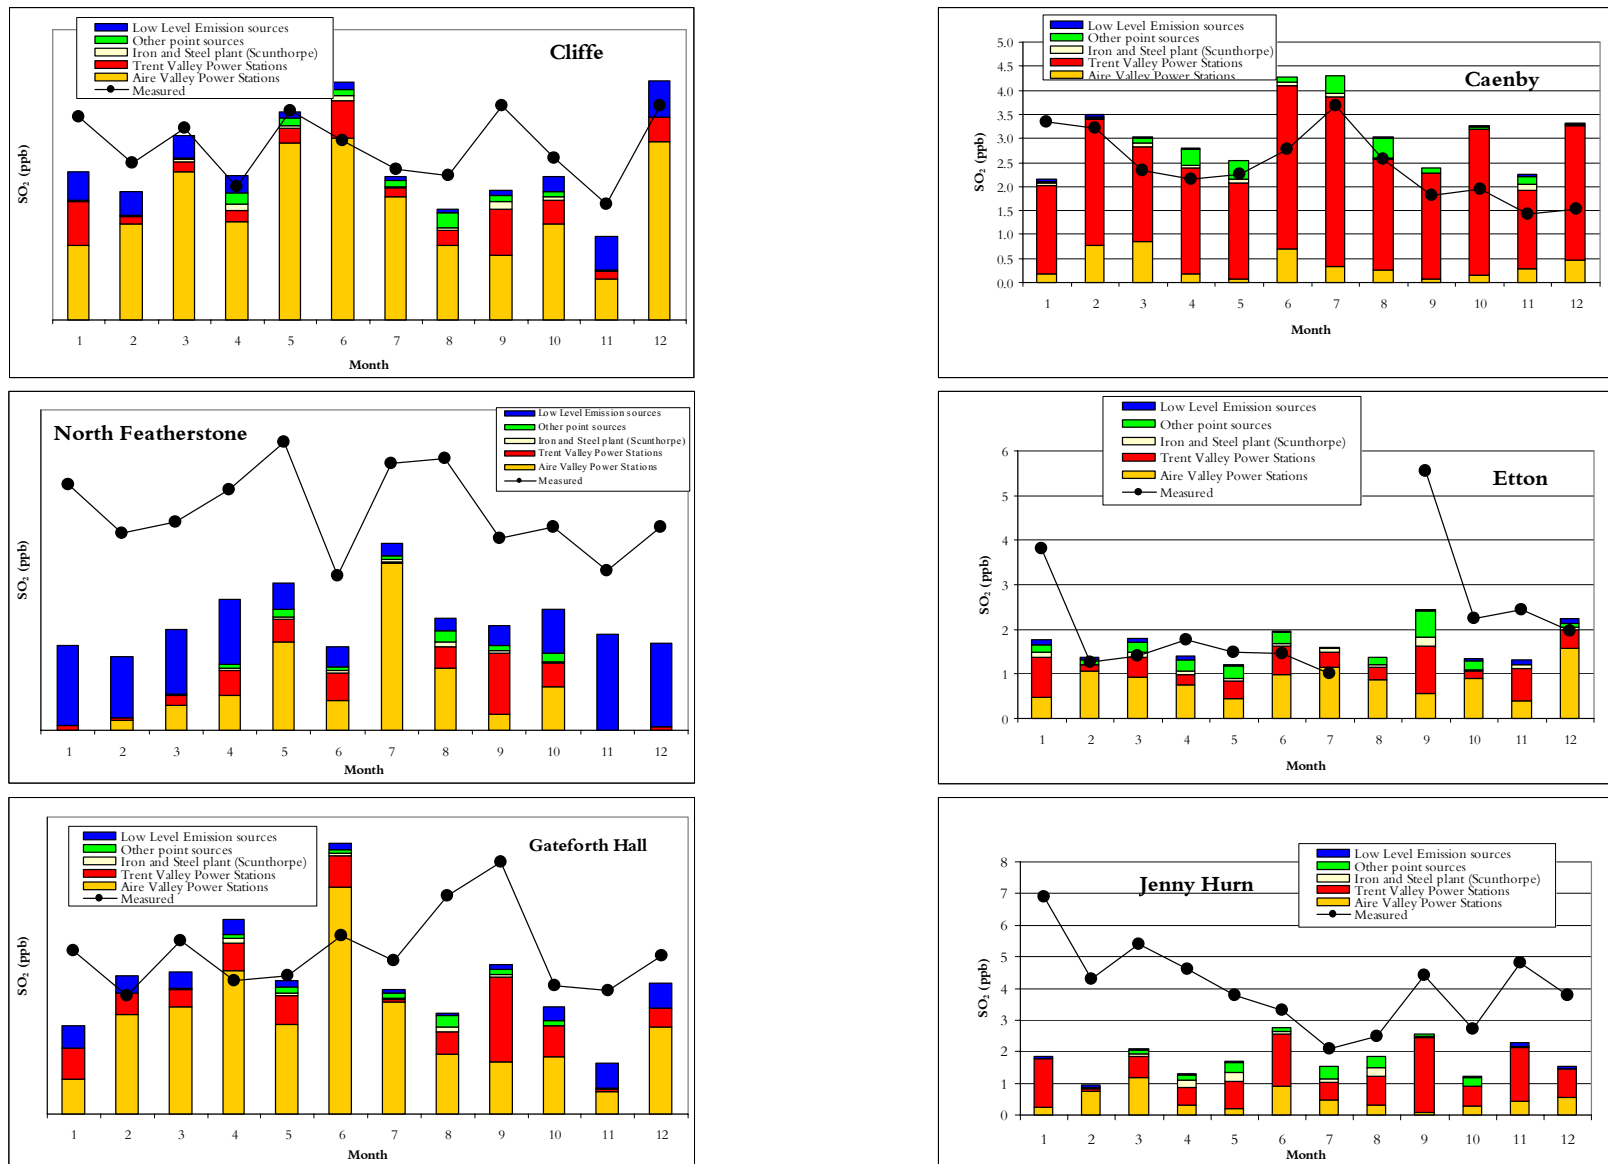 Low Level Emission sources
Other point sources
Iron and Steel plant (Scunthorpe)
Trent Valley Power Stations
Aire Valley Power Stations
Measured
Cliffe
SO₂ (ppb)
1 2 3 4 5 6 7 8 9 10 11 12
Month
Low Level Emission sources
Other point sources
Iron and Steel plant (Scunthorpe)
Trent Valley Power Stations
Aire Valley Power Stations
Caenby
SO₂ (ppb)
5.0
4.5
4.0
3.5
3.0
2.5
2.0
1.5
1.0
0.5
0.0
1 2 3 4 5 6 7 8 9 10 11 12
Month
North Featherstone
Low Level Emission sources
Other point sources
Iron and Steel plant (Scunthorpe)
Trent Valley Power Stations
Aire Valley Power Stations
Measured
SO₂ (ppb)
1 2 3 4 5 6 7 8 9 10 11 12
Month
Low Level Emission sources
Other point sources
Iron and Steel plant (Scunthorpe)
Trent Valley Power Stations
Aire Valley Power Stations
Measured
Etton
SO₂ (ppb)
6
5
4
3
2
1
0
1 2 3 4 5 6 7 8 9 10 11 12
Month
Low Level Emission sources
Other point sources
Iron and Steel plant (Scunthorpe)
Trent Valley Power Stations
Aire Valley Power Stations
Measured
Gateforth Hall
SO₂ (ppb)
1 2 3 4 5 6 7 8 9 10 11 12
Month
Low Level Emission sources
Other point sources
Iron and Steel plant (Scunthorpe)
Trent Valley Power Stations
Aire Valley Power Stations
Measured
Jenny Hurn
SO₂ (ppb)
8
7
6
5
4
3
2
1
0
1 2 3 4 5 6 7 8 9 10 11 12
Month